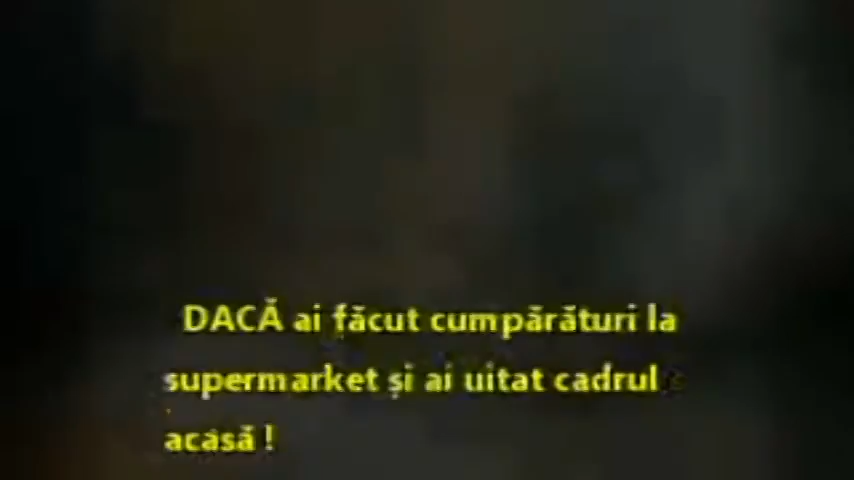 DACĂ ai făcut cumpărături la
supermarket și ai uitat cadrul
acasă !